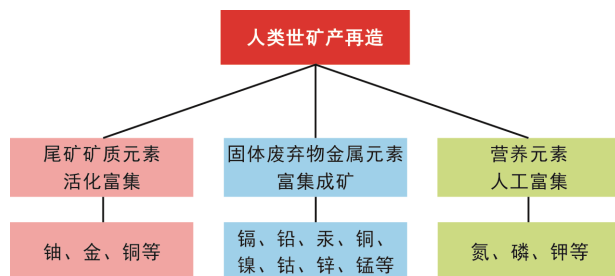 人类世矿产再造
尾矿矿质元素
活化富集
固体废弃物金属元素
富集成矿
营养元素
人工富集
铀、金、铜等
镉、铅、汞、铜、
镍、钴、锌、锰等
氮、磷、钾等